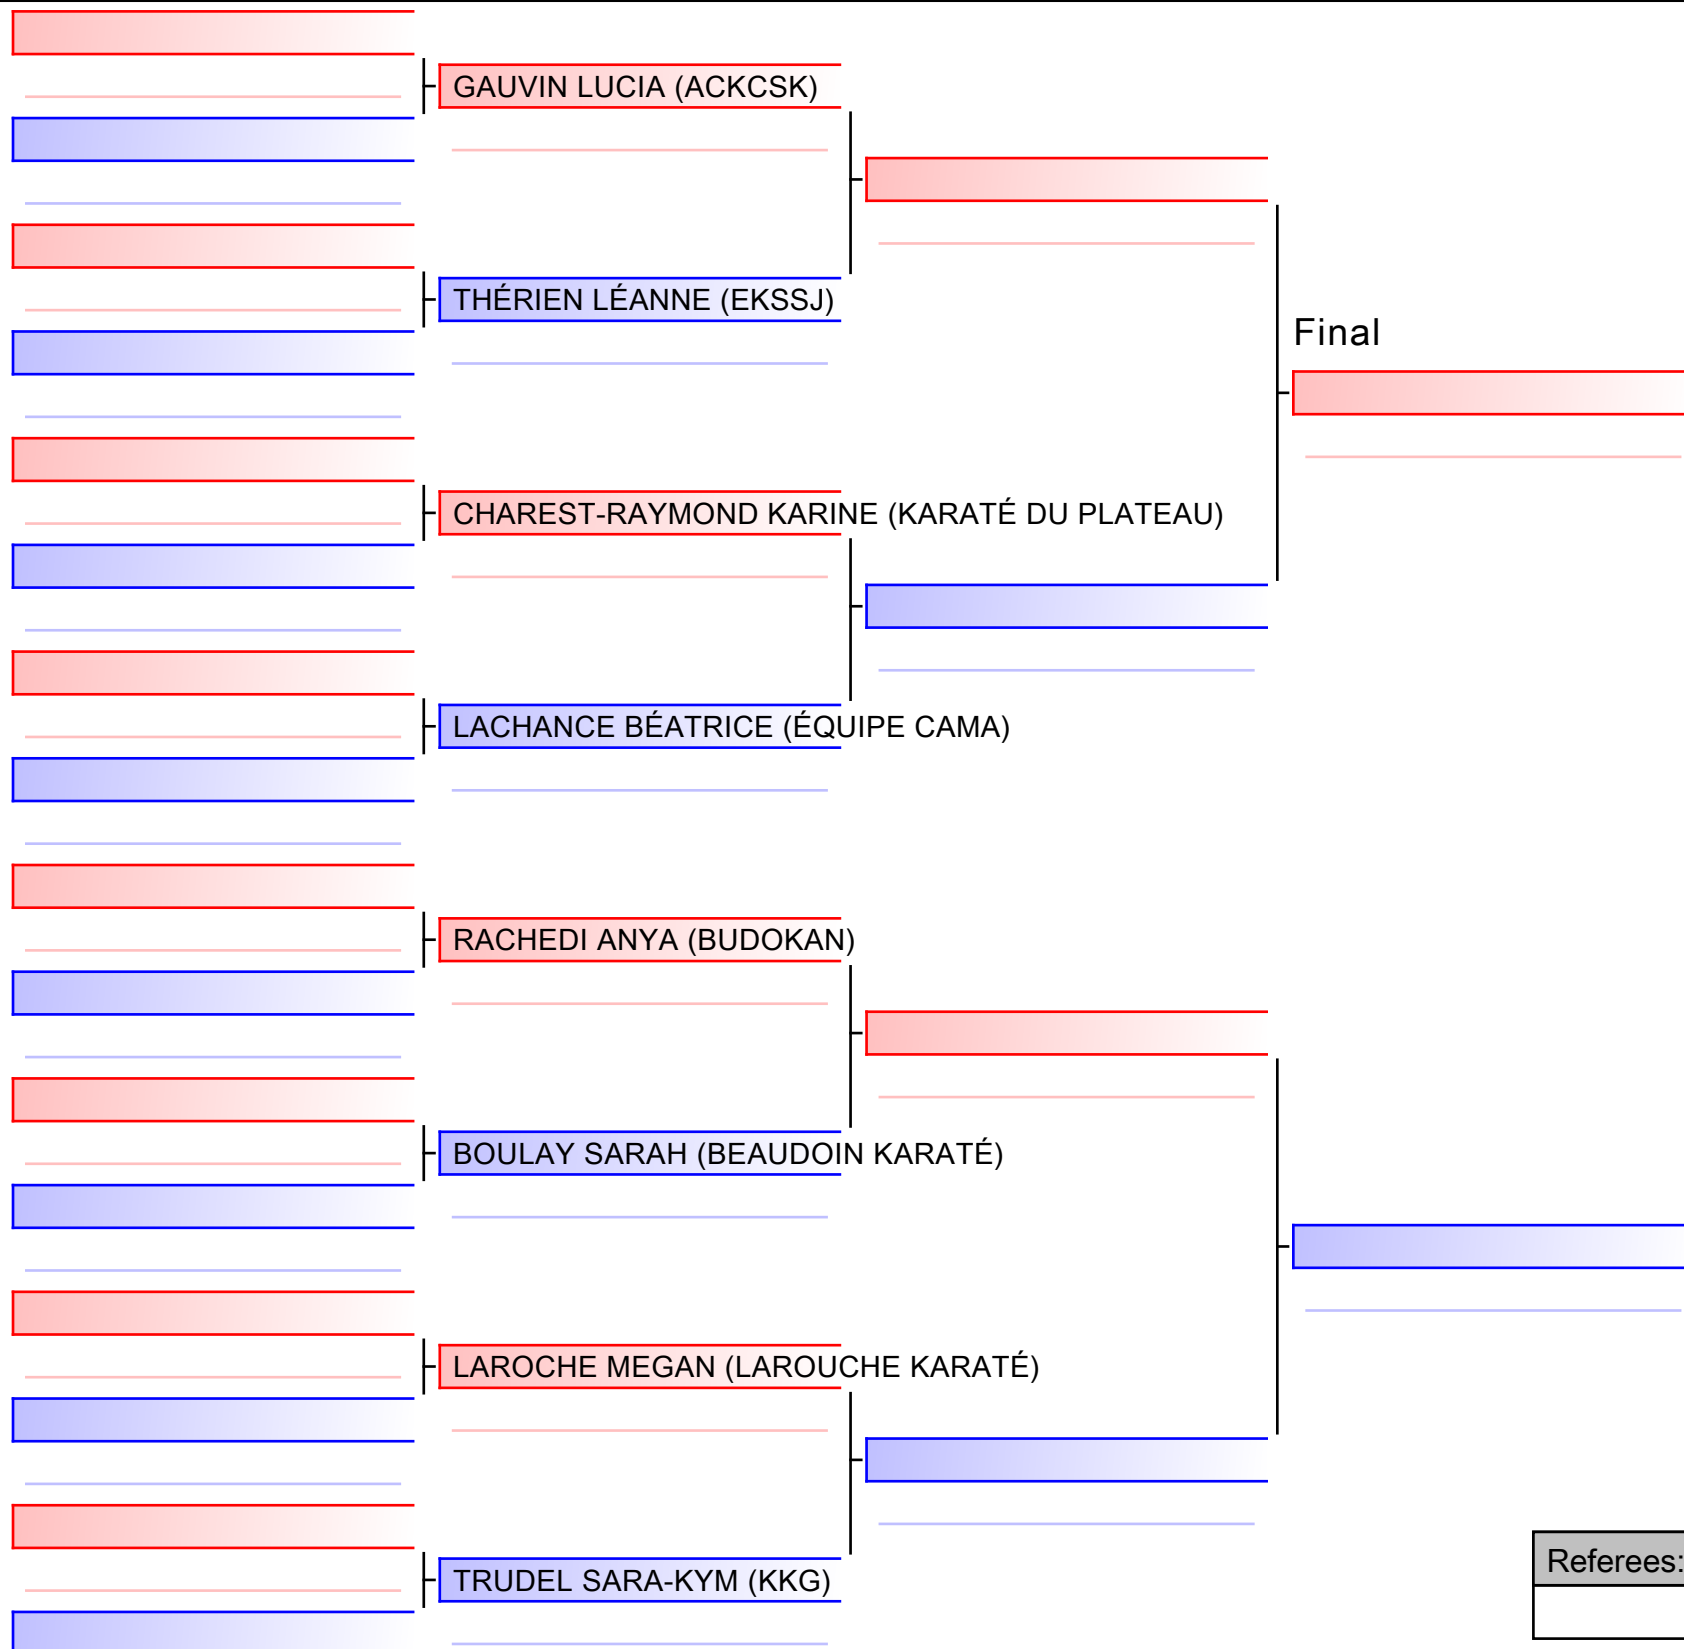 GAUVIN LUCIA (ACKCSK)
THÉRIEN LÉANNE (EKSSJ)
Final
CHAREST-RAYMOND KARINE (KARATÉ DU PLATEAU)
LACHANCE BÉATRICE (ÉQUIPE CAMA)
RACHEDI ANYA (BUDOKAN)
BOULAY SARAH (BEAUDOIN KARATÉ)
LAROCHE MEGAN (LAROUCHE KARATÉ)
TRUDEL SARA-KYM (KKG)
Referees: